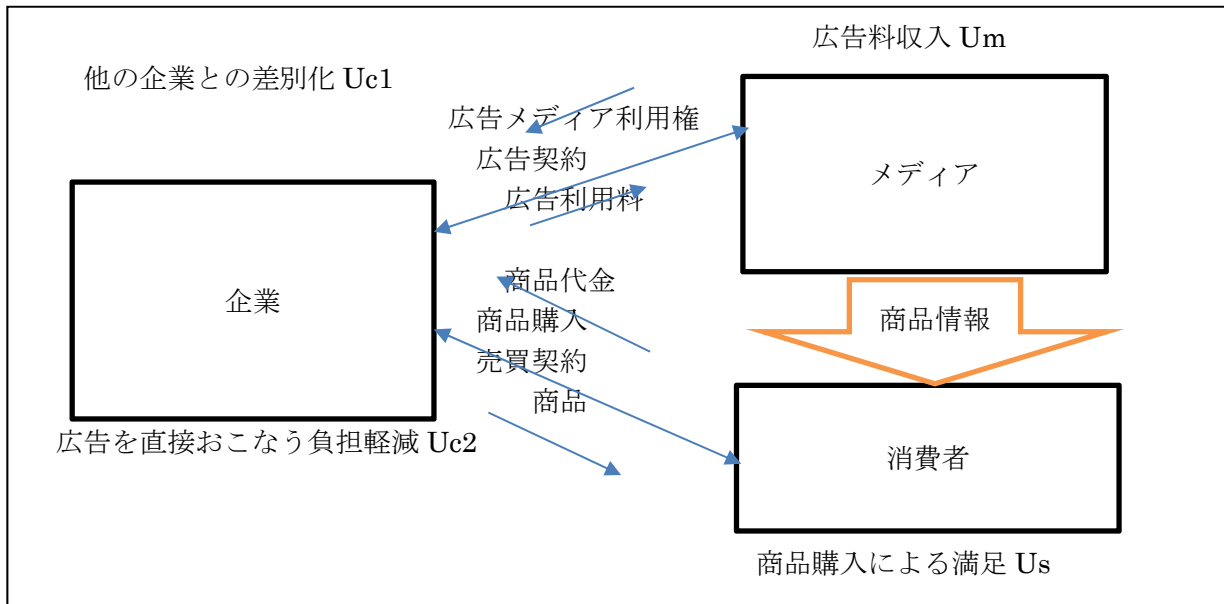 広告料収入 Um
他の企業との差別化 Uc1
広告メディア利用権
広告契約
広告利用料
メディア
企業
商品代金
商品購入
売買契約
商品
商品情報
広告を直接おこなう負担軽減 Uc2
消費者
商品購入による満足 Us